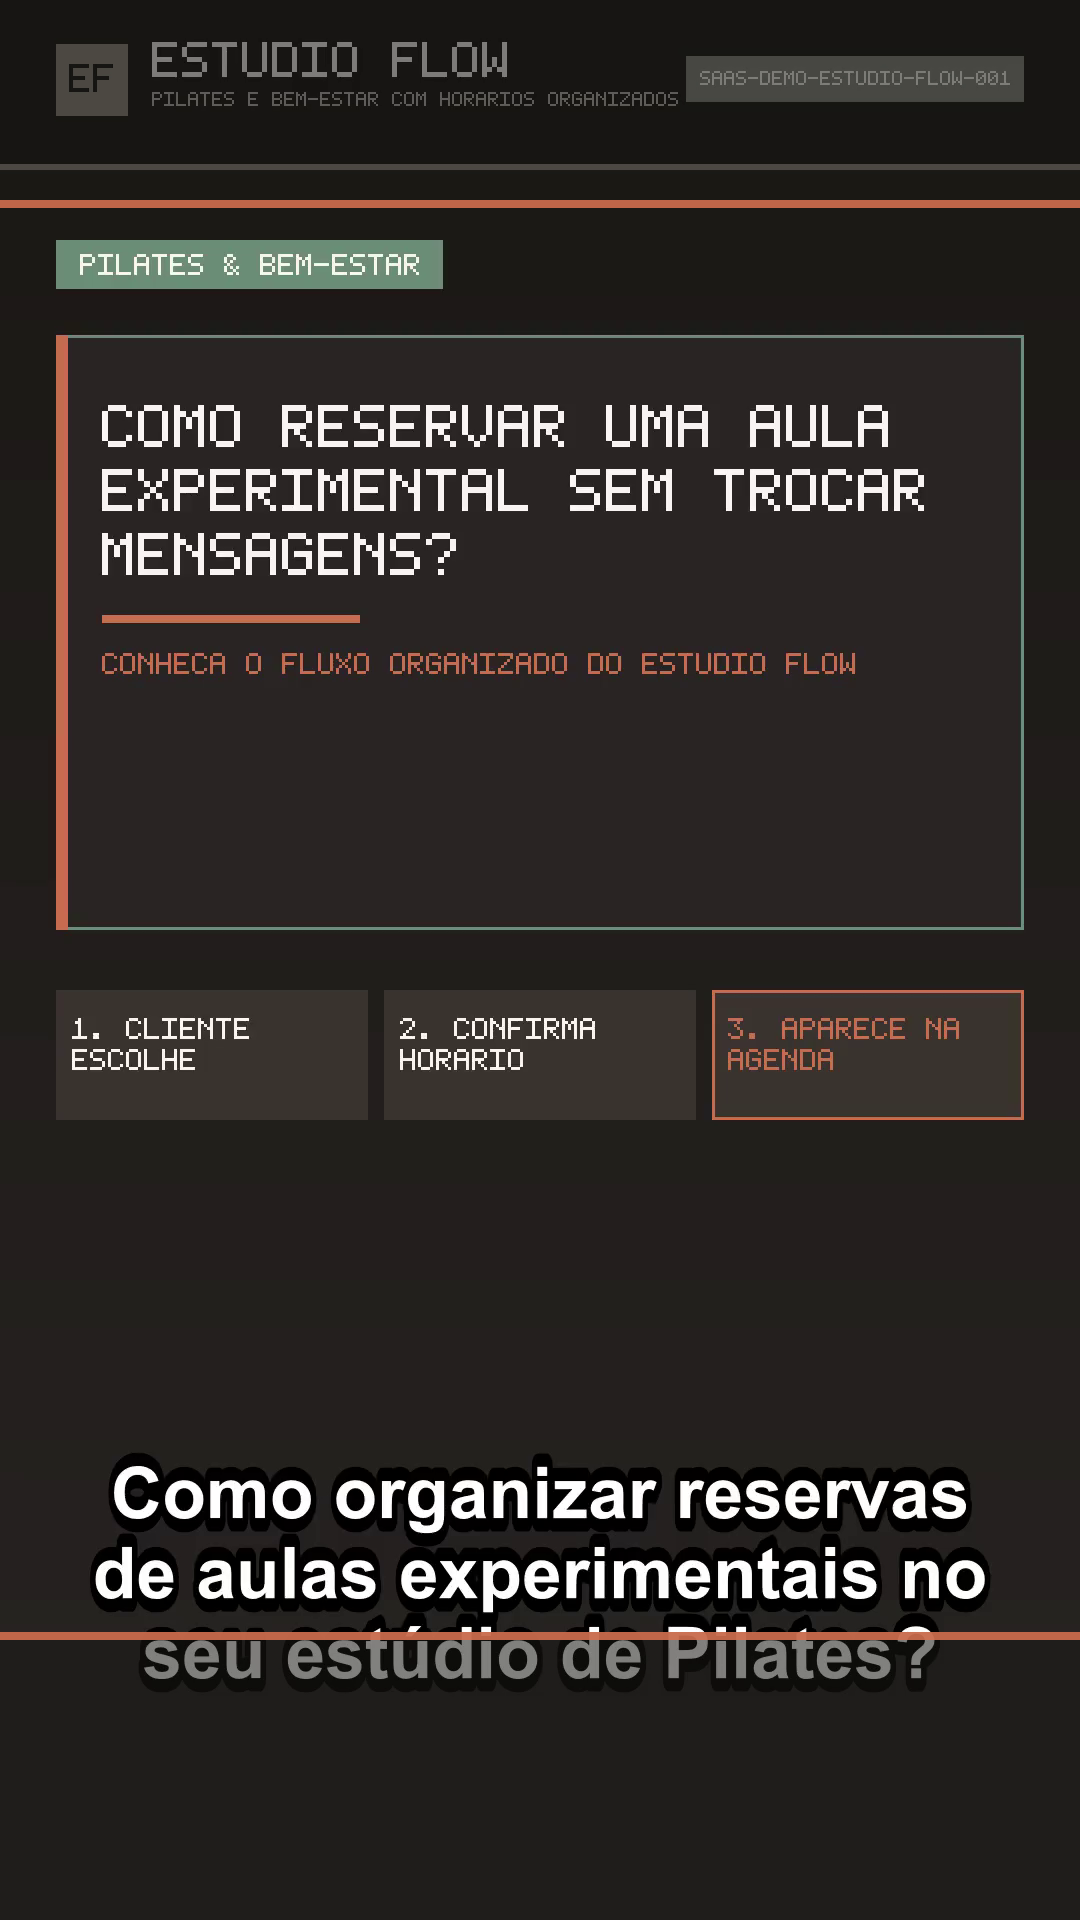 EF
ESTUDIO FLOW
PILATES E BEM-ESTAR COM HORARIOS ORGANIZADOS
SAAS-DEMO-ESTUDIO-FLOW-001
PILATES & BEM-ESTAR
COMO RESERVAR UMA AULA
EXPERIMENTAL SEM TROCAR
MENSAGENS?
CONHECA O FLUXO ORGANIZADO DO ESTUDIO FLOW
1. CLIENTE
ESCOLHE
2. CONFIRMA
HORARIO
3. APARECE NA
AGENDA
Como organizar reservas
de aulas experimentais no
seu estúdio de Pilates?